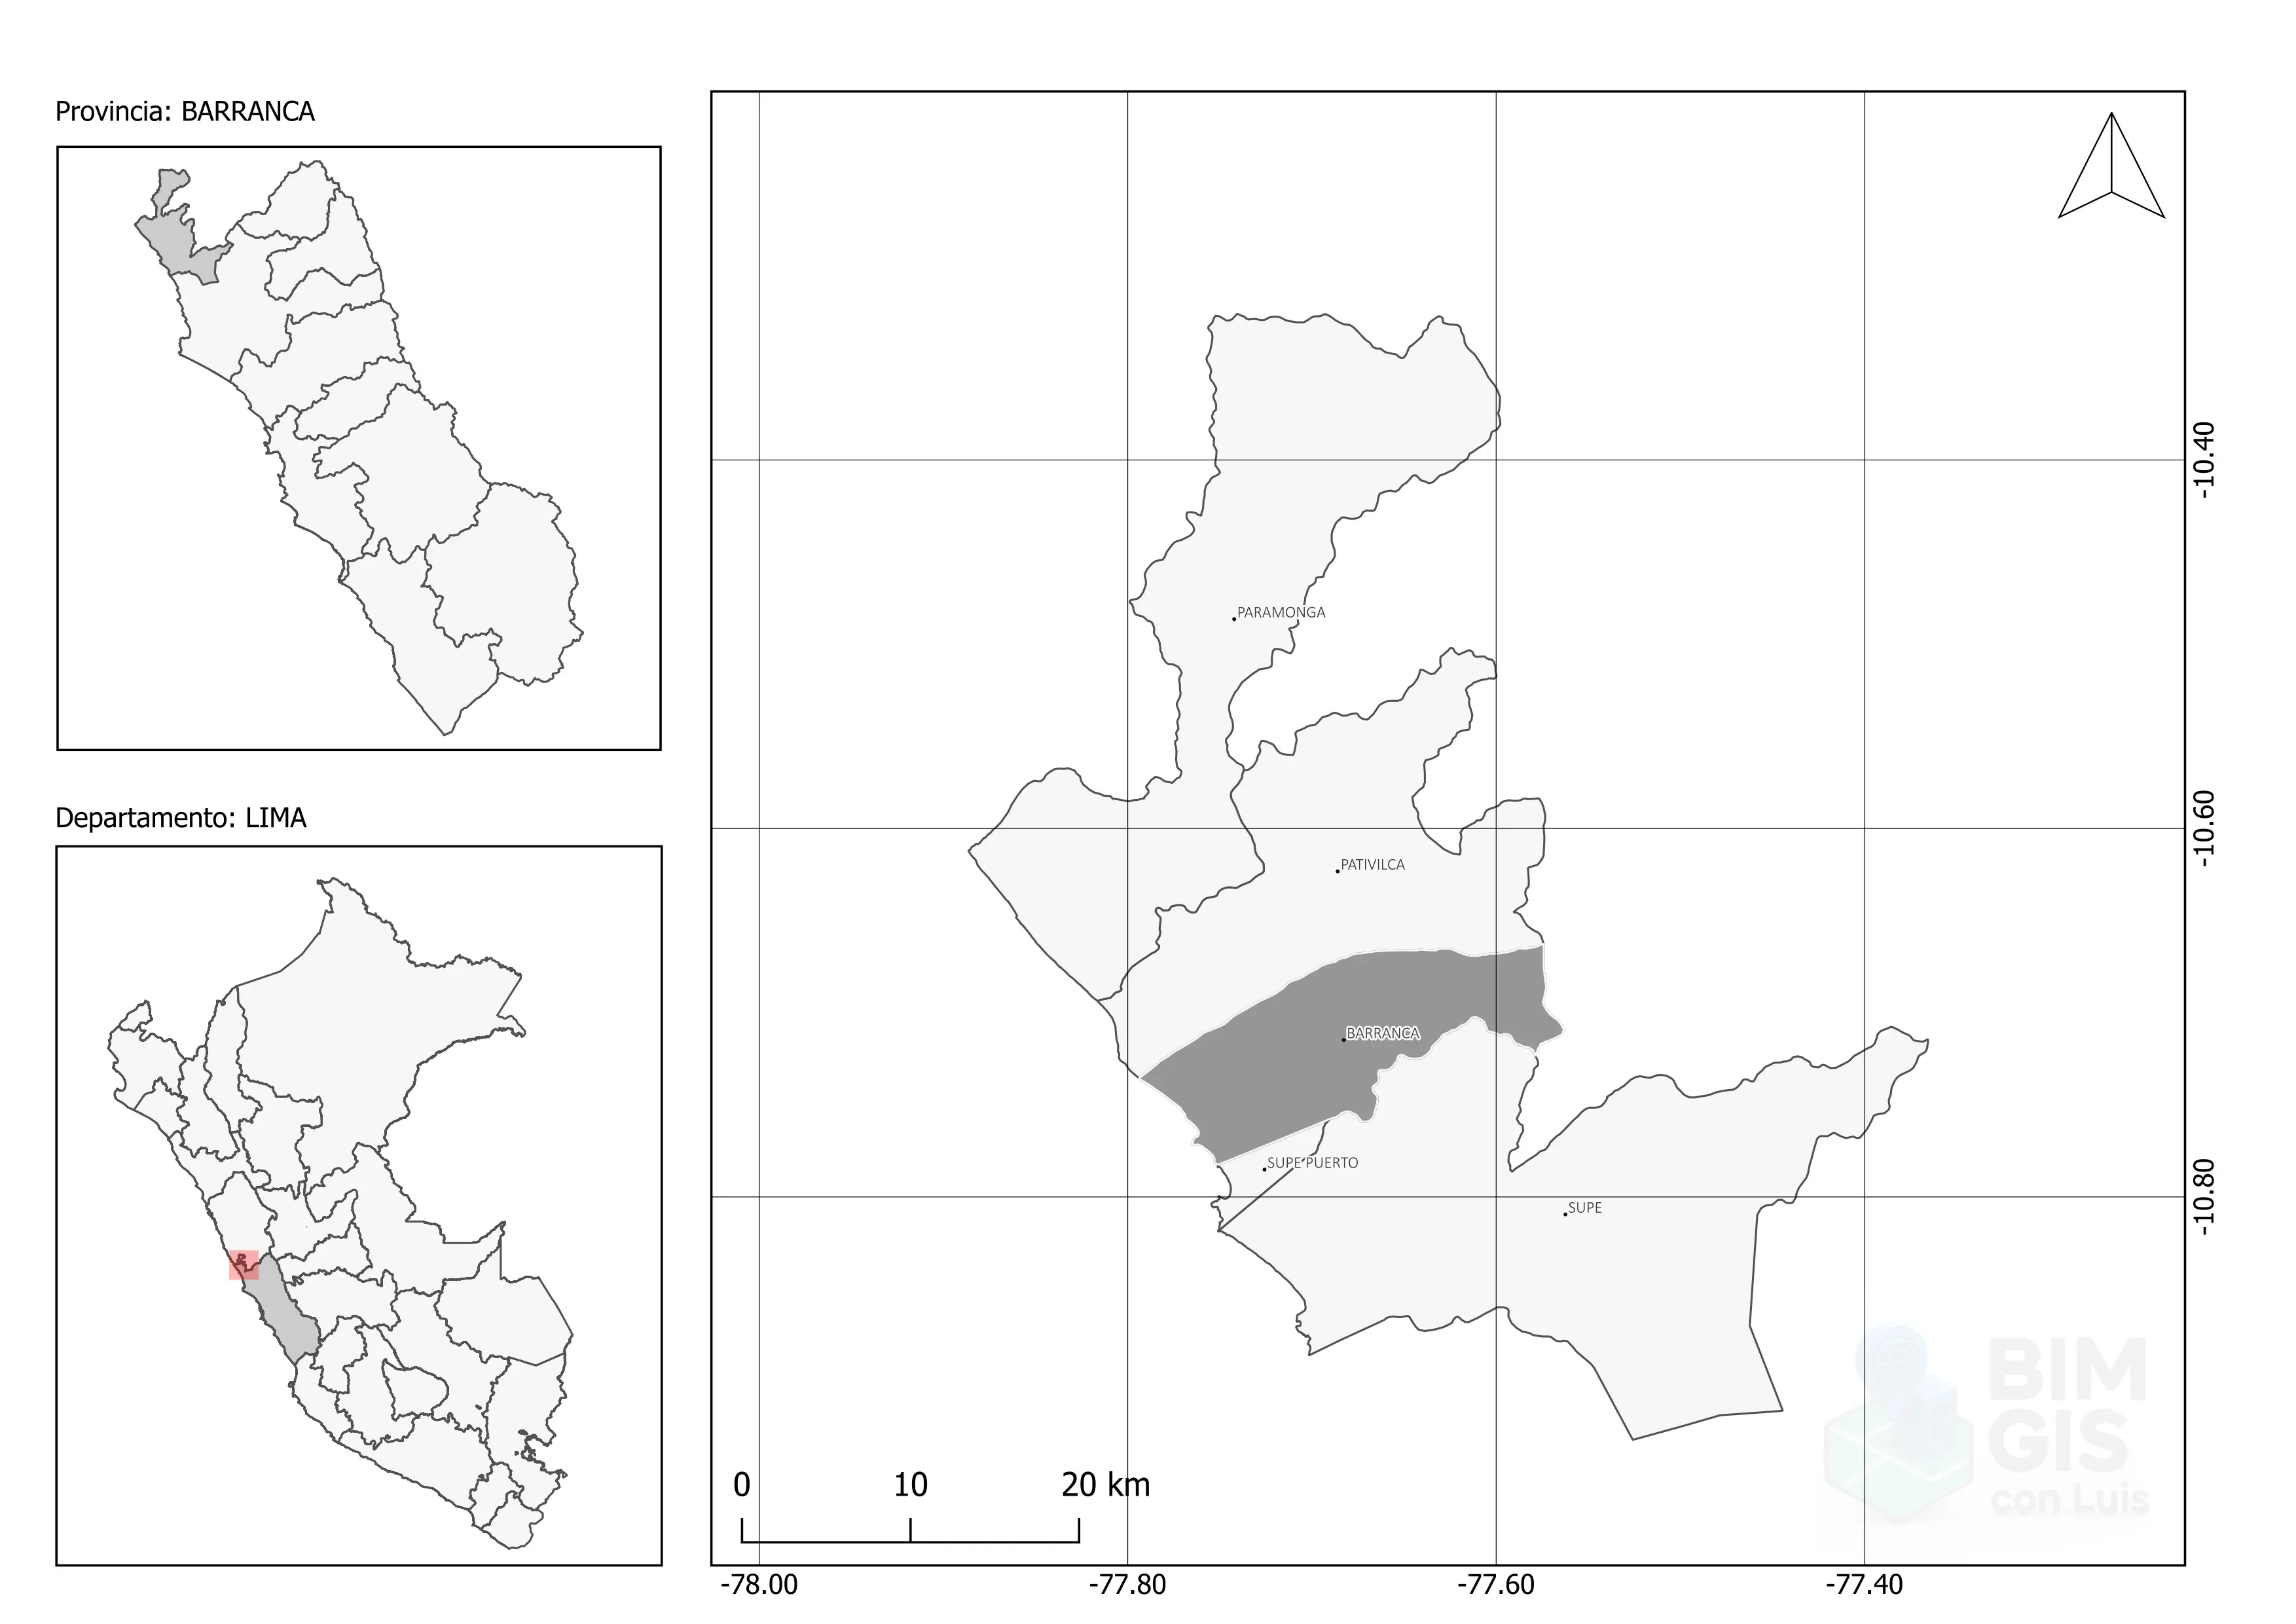 Provincia: BARRANCA
Departamento: LIMA
PARAMONGA
PATIVILCA
BARRANCA
SUPE PUERTO
SUPE
-10.40
-10.60
-10.80
0 10 20 km
-78.00 -77.80 -77.60 -77.40
BIM
GIS
con Luis